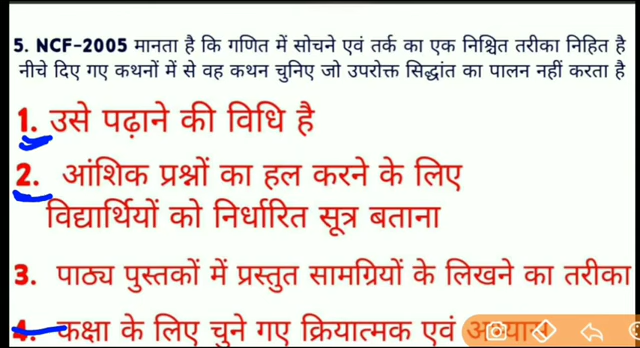 5. NCF-2005 मानता है कि गणित में सोचने एवं तर्क का एक निश्चित तरीका निहित है
नीचे दिए गए कथनों में से वह कथन चुनिए जो उपरोक्त सिद्धांत का पालन नहीं करता है
1. उसे पढ़ाने की विधि है
2. आंशिक प्रश्नों का हल करने के लिए
विद्यार्थियों को निर्धारित सूत्र बताना
3. पाठ्य पुस्तकों में प्रस्तुत सामग्रियों के लिखने का तरीका
4. कक्षा के लिए चुने गए क्रियात्मक एवं